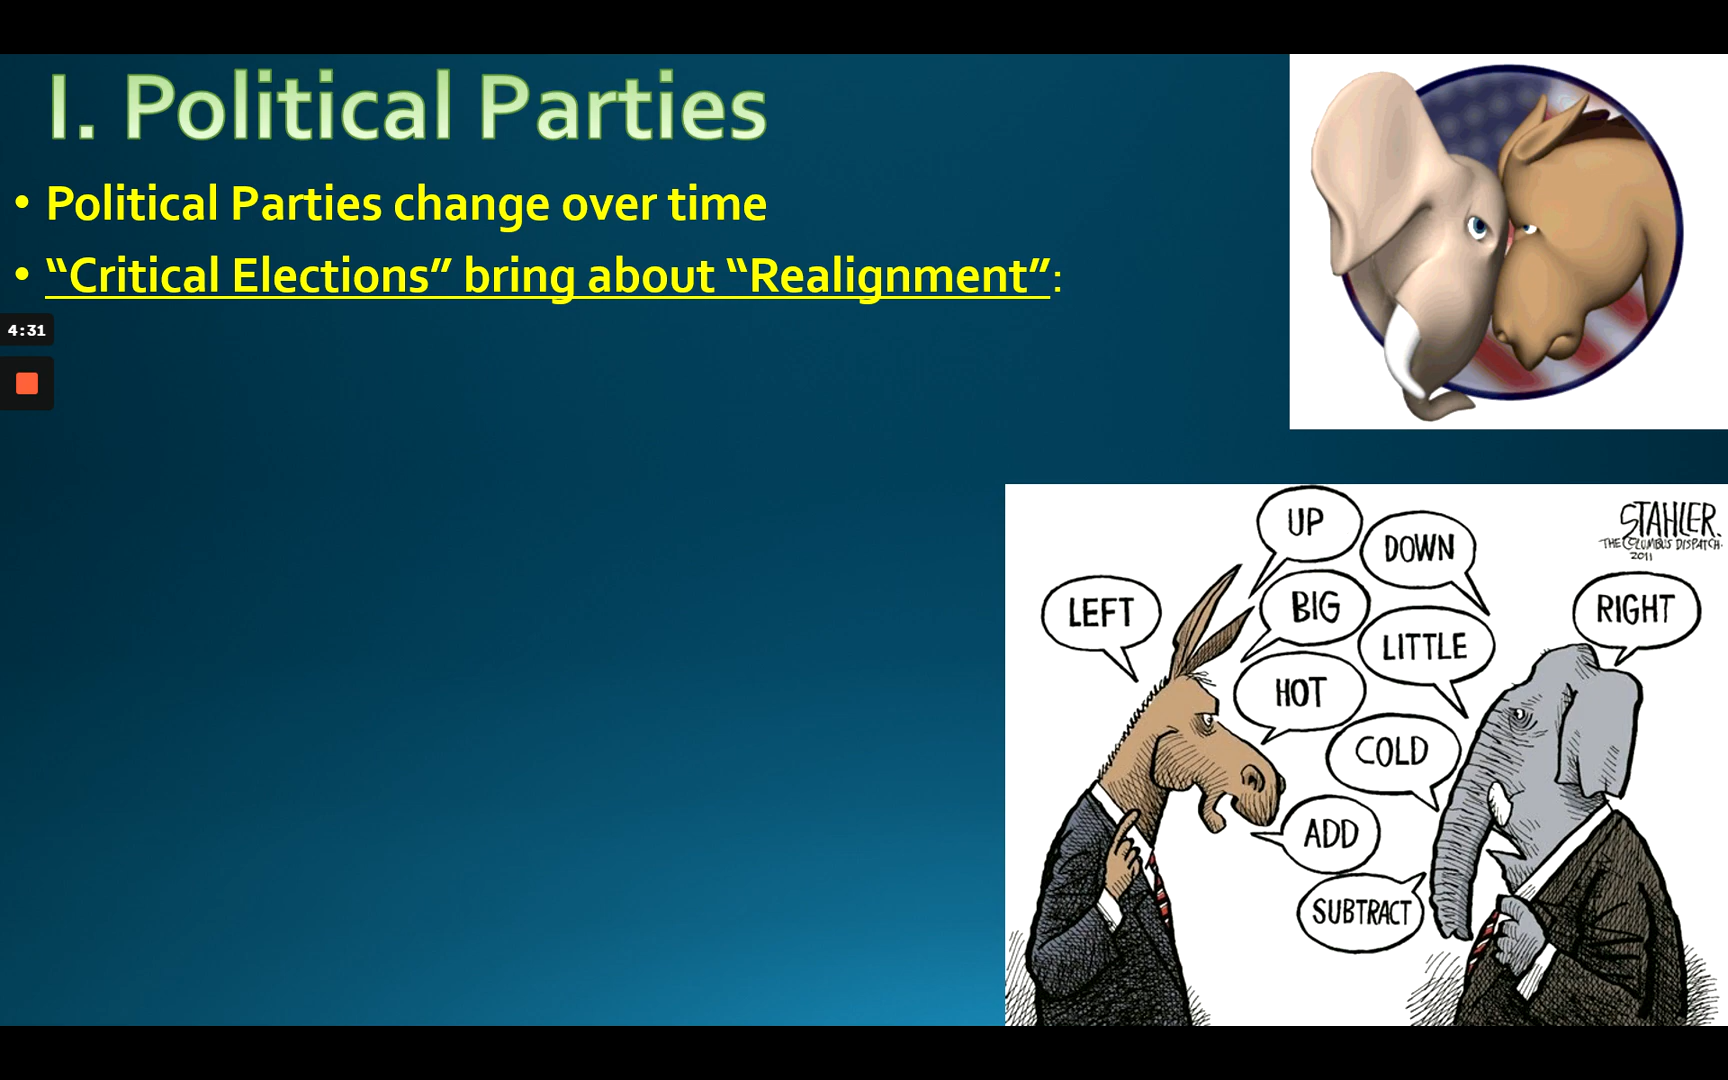 I. Political Parties
• Political Parties change over time
• “Critical Elections” bring about “Realignment”:
4:31
STAHLER.
THE COLUMBUS DISPATCH.
2011
UP
DOWN
LEFT
BIG
RIGHT
LITTLE
HOT
COLD
ADD
SUBTRACT